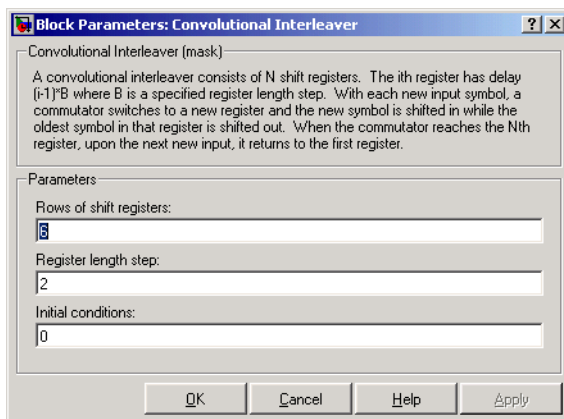 Block Parameters: Convolutional Interleaver
Convolutional Interleaver (mask)
A convolutional interleaver consists of N shift registers. The ith register has delay
(i-1)*B where B is a specified register length step. With each new input symbol, a
commutator switches to a new register and the new symbol is shifted in while the
oldest symbol in that register is shifted out. When the commutator reaches the Nth
register, upon the next new input, it returns to the first register.
Parameters
Rows of shift registers:
6
Register length step:
2
Initial conditions:
0
OK Cancel Help Apply